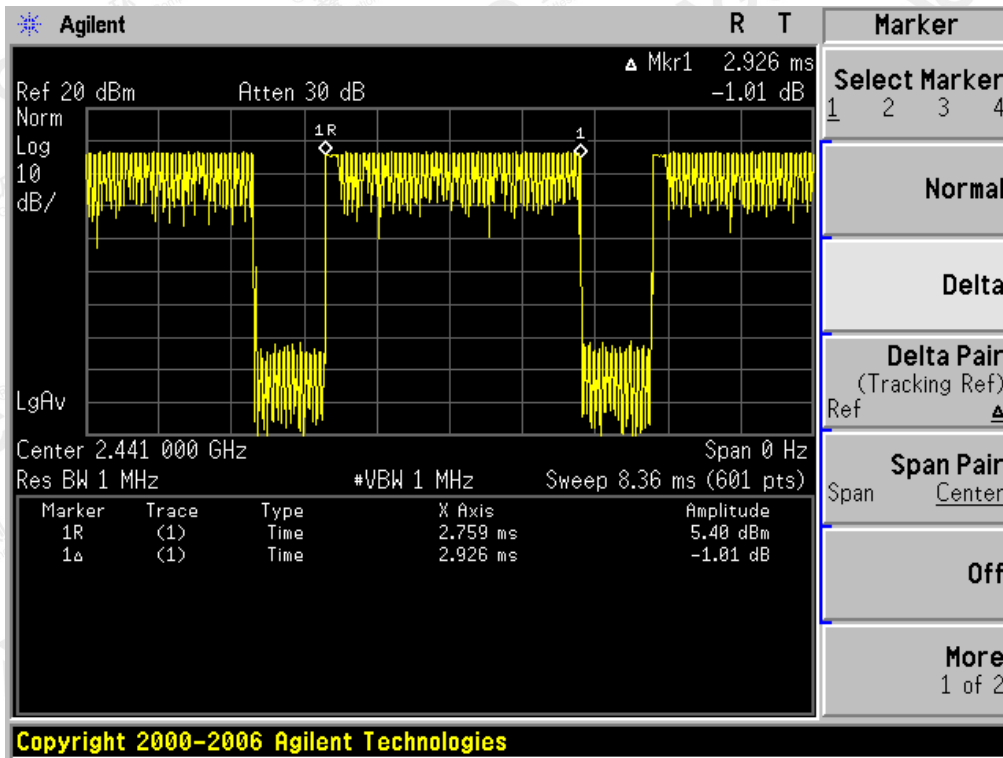 Agilent R T
Δ Mkr1 2.926 ms
Ref 20 dBm Atten 30 dB -1.01 dB
Norm
Log
10
dB/
1R
1
LgAv
Center 2.441 000 GHz Span 0 Hz
Res BW 1 MHz #VBW 1 MHz Sweep 8.36 ms (601 pts)
Marker Trace Type X Axis Amplitude
1R (1) Time 2.759 ms 5.40 dBm
1Δ (1) Time 2.926 ms -1.01 dB
Marker
Select Marker
1 2 3 4
Normal
Delta
Delta Pair
(Tracking Ref)
Ref Δ
Span Pair
Span Center
Off
More
1 of 2
Copyright 2000-2006 Agilent Technologies